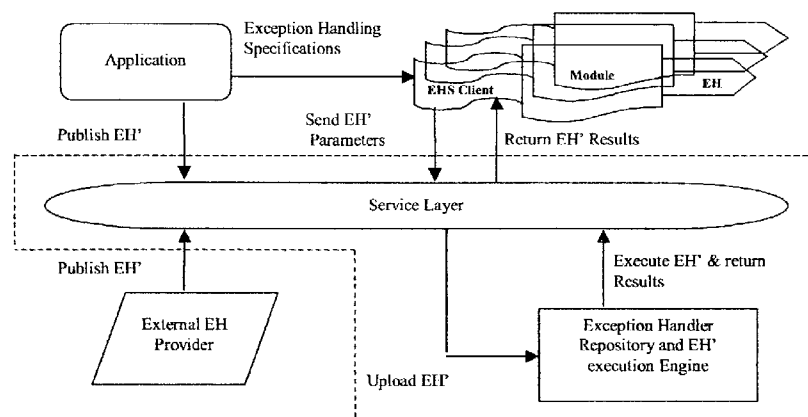 Application
Exception Handling
Specifications
EHS Client
Module
EH
Publish EH'
Send EH'
Parameters
Return EH' Results
Service Layer
Publish EH'
Execute EH' & return
Results
External EH
Provider
Exception Handler
Repository and EH'
execution Engine
Upload EH'